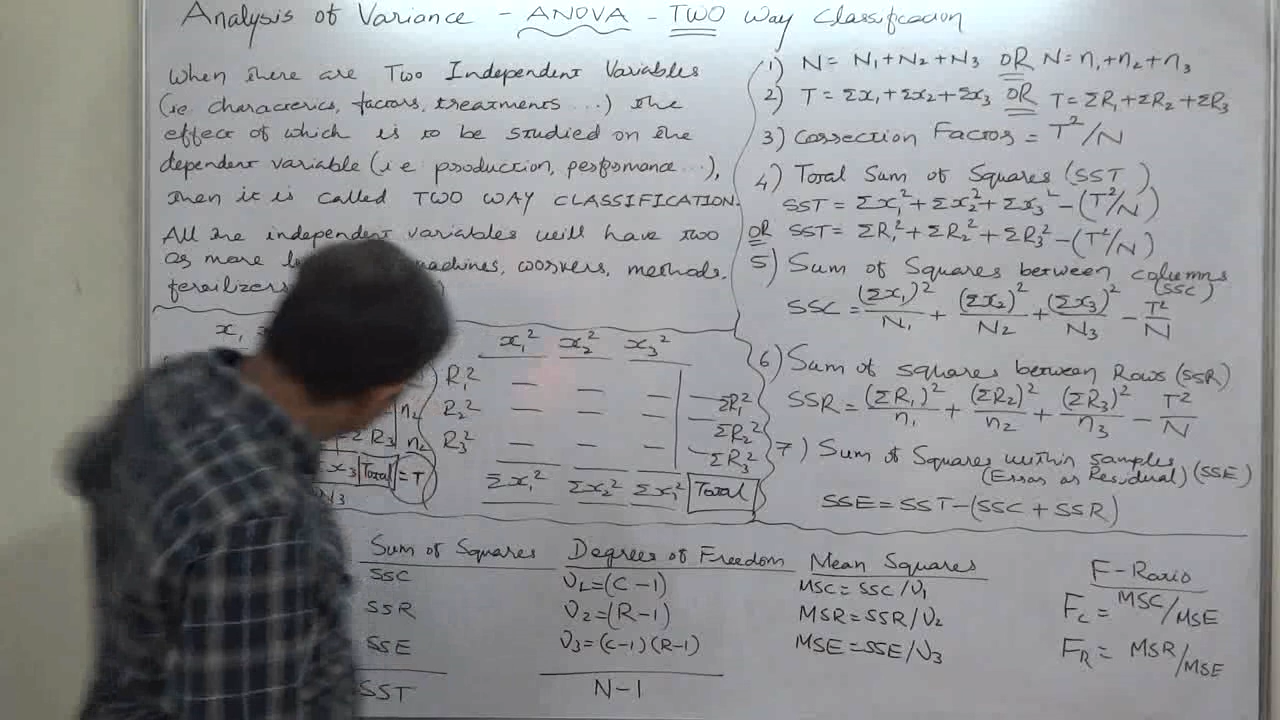 Analysis of Variance - ANOVA - TWO Way Classification
When there are Two Independent Variables
(ie characterics, factors, treatments ...) the
effect of which is to be studied on the
dependent variable (i.e production, performance ...),
then it is called TWO WAY CLASSIFICATION.
All the independent variables will have two
or more machines, workers, methods,
ferailizers
x₁
x₁² x₂² x₃²
R₁² — — — ΣR₁²
n₂ R₂² — — — ΣR₂²
R₃ n₂ R₃² — — — ΣR₃²
x₃ Total = T Σx₁² Σx₂² Σx₁² Total
N3
1) N = N₁+N₂+N₃ OR N = n₁+n₂+n₃
2) T = Σx₁+Σx₂+Σx₃ OR T = ΣR₁+ΣR₂+ΣR₃
3) Correction Factor = T²/N
4) Total Sum of Squares (SST)
SST = Σx₁²+Σx₂²+Σx₃²-(T²/N)
OR SST = ΣR₁²+ΣR₂²+ΣR₃²-(T²/N)
5) Sum of Squares between columns (SSC)
SSC = (Σx₁)²/N₁ + (Σx₂)²/N₂ + (Σx₃)²/N₃ - T²/N
6) Sum of squares between Rows (SSR)
SSR = (ΣR₁)²/n₁ + (ΣR₂)²/n₂ + (ΣR₃)²/n₃ - T²/N
7) Sum of Squares within samples
(Error or Residual) (SSE)
SSE = SST-(SSC + SSR)
Sum of Squares Degrees of Freedom Mean Squares F-Ratio
SSC ν₁=(C-1) MSC=SSC/ν₁ Fc = MSC/MSE
SSR ν₂=(R-1) MSR=SSR/ν₂
SSE ν₃=(C-1)(R-1) MSE=SSE/ν₃ FR = MSR/MSE
SST N-1